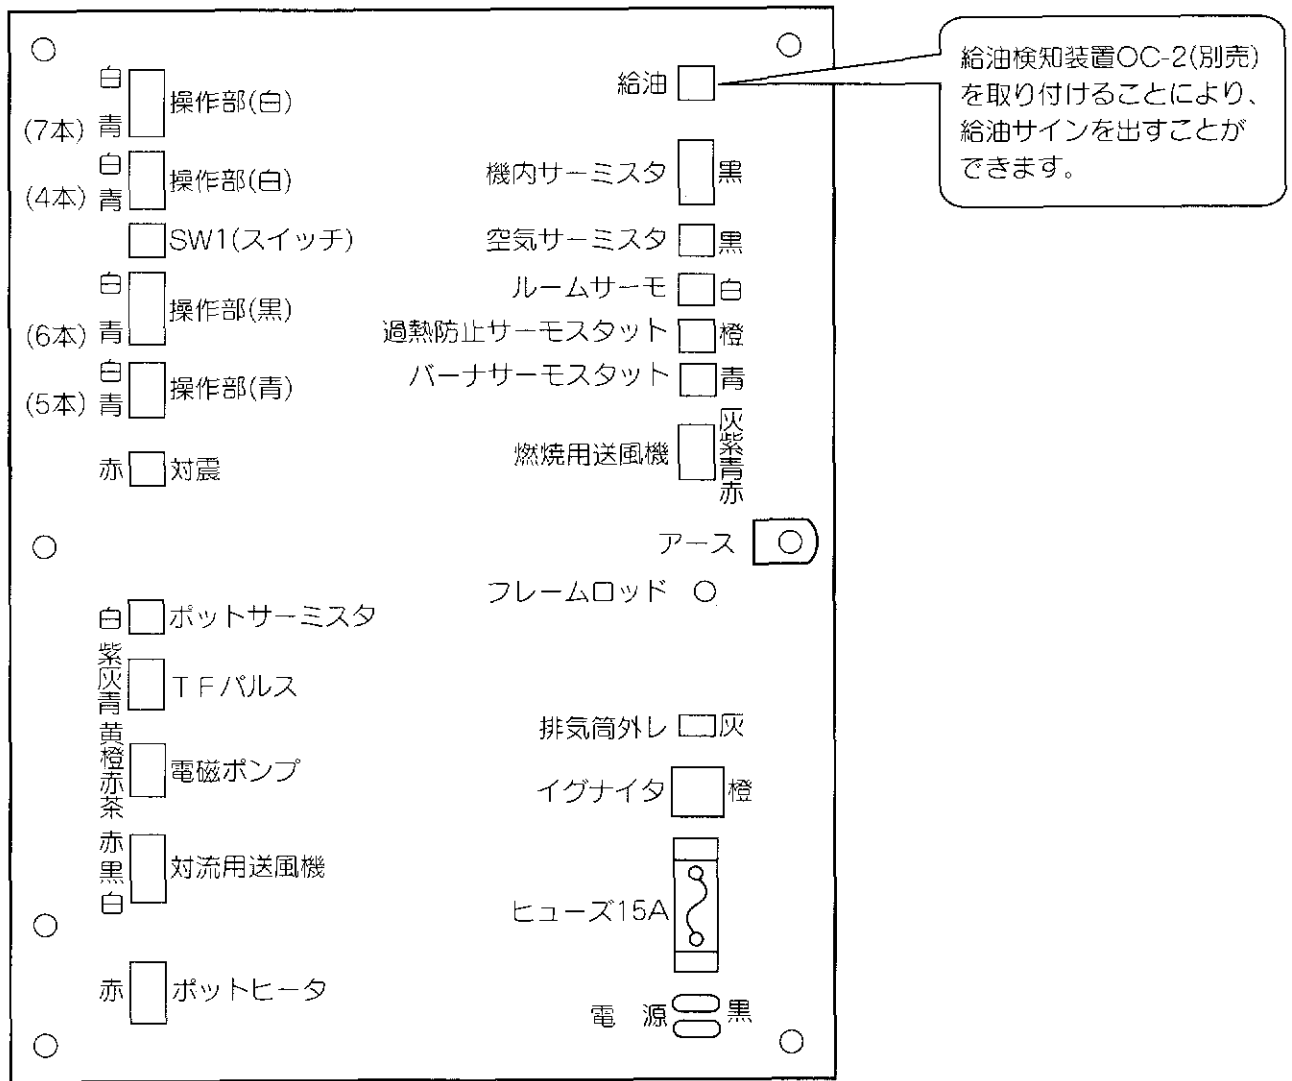 白
青
(7本)
操作部(白)
白
青
(4本)
操作部(白)
SW1(スイッチ)
白
青
(6本)
操作部(黒)
白
青
(5本)
操作部(青)
赤 対震
白 ポットサーミスタ
紫
灰
青
TFパルス
黄
橙
赤
茶
電磁ポンプ
赤
黒
白
対流用送風機
赤 ポットヒータ
給油
機内サーミスタ 黒
空気サーミスタ 黒
ルームサーモ 白
過熱防止サーモスタット 橙
バーナサーモスタット 青
燃焼用送風機
灰
紫
青
赤
アース
フレームロッド
排気筒外レ 灰
イグナイタ 橙
ヒューズ15A
電 源 黒
給油検知装置OC-2(別売)
を取り付けることにより、
給油サインを出すことが
できます。